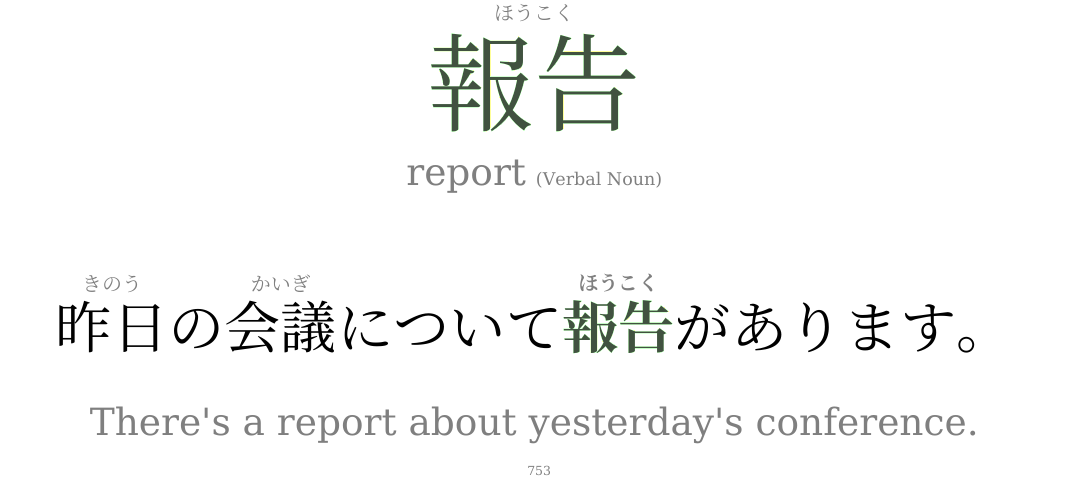 ほうこく
報告
report (Verbal Noun)
きのう かいぎ ほうこく
昨日の会議について報告があります。
There's a report about yesterday's conference.
753